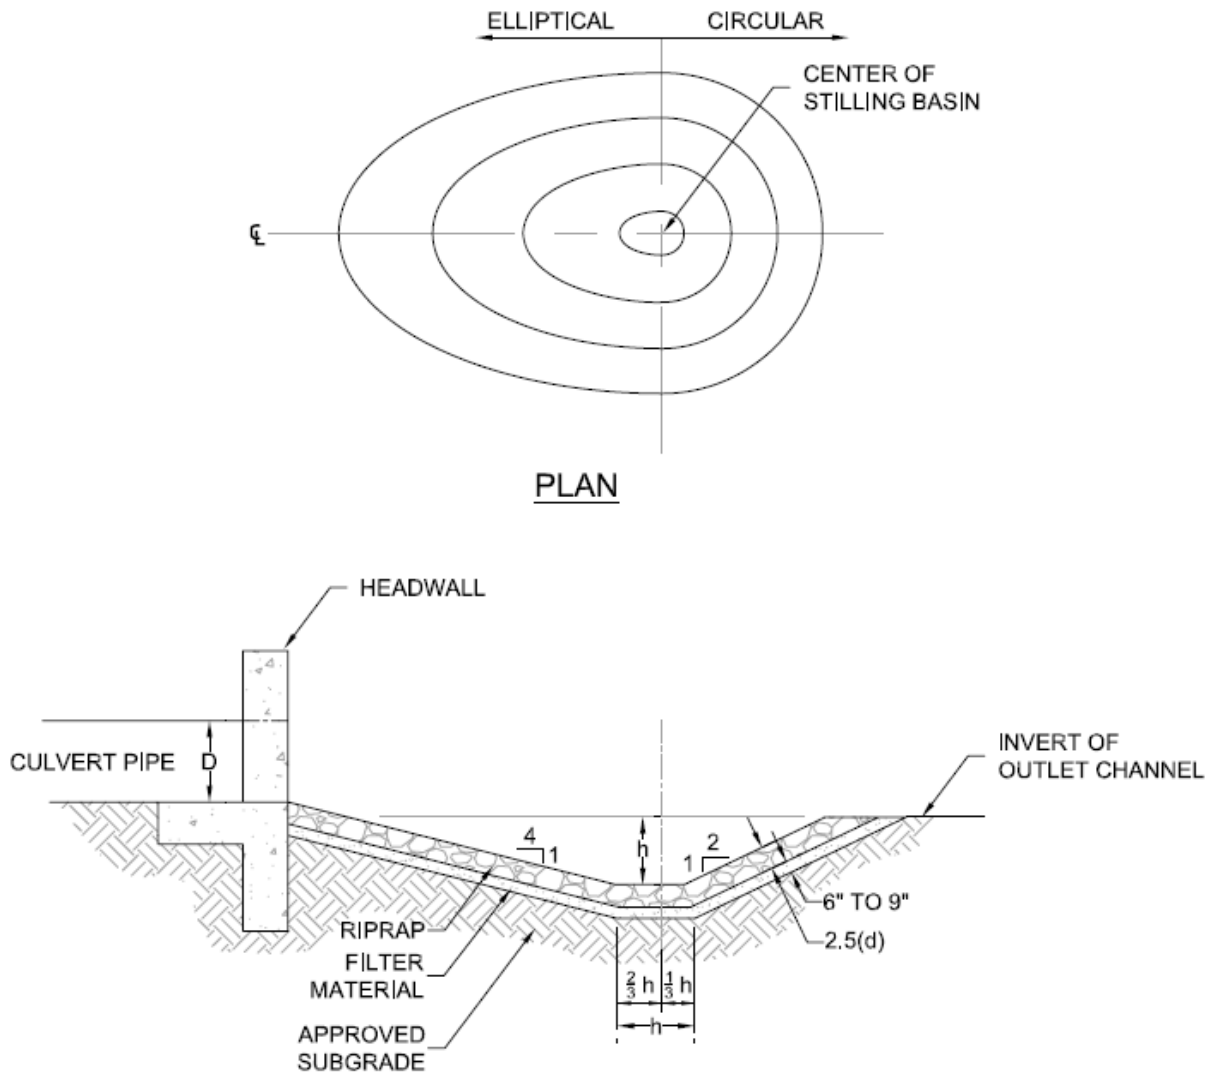 ELLIPTICAL
CIRCULAR
CENTER OF
STILLING BASIN
℄
PLAN
HEADWALL
CULVERT PIPE
D
INVERT OF
OUTLET CHANNEL
4
1
h
1
2
6" TO 9"
2.5(d)
RIPRAP
FILTER
MATERIAL
APPROVED
SUBGRADE
2/3 h
1/3 h
h